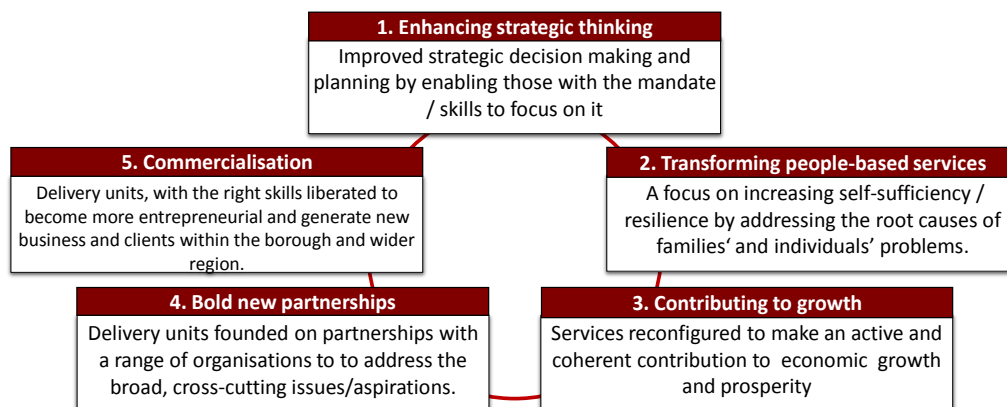 1. Enhancing strategic thinking
Improved strategic decision making and
planning by enabling those with the mandate
/ skills to focus on it
2. Transforming people-based services
A focus on increasing self-sufficiency /
resilience by addressing the root causes of
families‘ and individuals’ problems.
3. Contributing to growth
Services reconfigured to make an active and
coherent contribution to economic growth
and prosperity
4. Bold new partnerships
Delivery units founded on partnerships with
a range of organisations to to address the
broad, cross-cutting issues/aspirations.
5. Commercialisation
Delivery units, with the right skills liberated to
become more entrepreneurial and generate new
business and clients within the borough and wider
region.